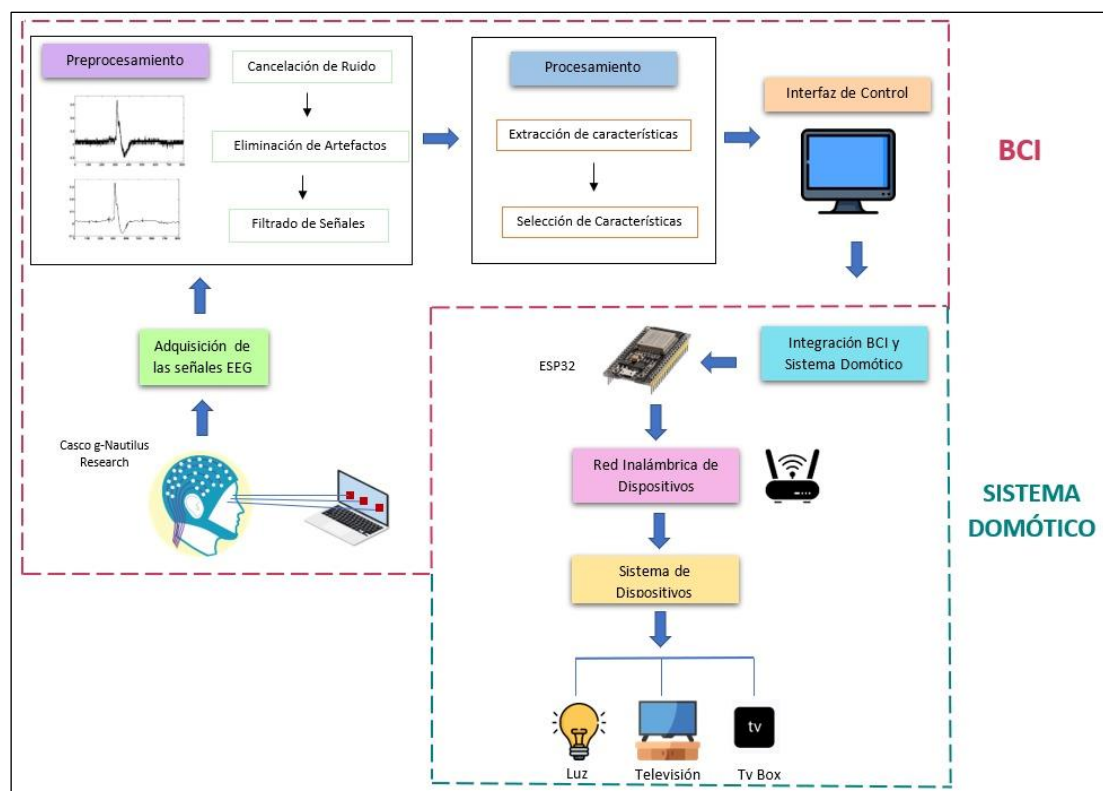 Preprocesamiento
Cancelación de Ruido
Eliminación de Artefactos
Filtrado de Señales
Procesamiento
Extracción de características
Selección de Características
Interfaz de Control
BCI
Adquisición de
las señales EEG
Casco g-Nautilus
Research
ESP32
Integración BCI y
Sistema Domótico
Red Inalámbrica de
Dispositivos
SISTEMA
DOMÓTICO
Sistema de
Dispositivos
tv
Luz
Televisión
Tv Box